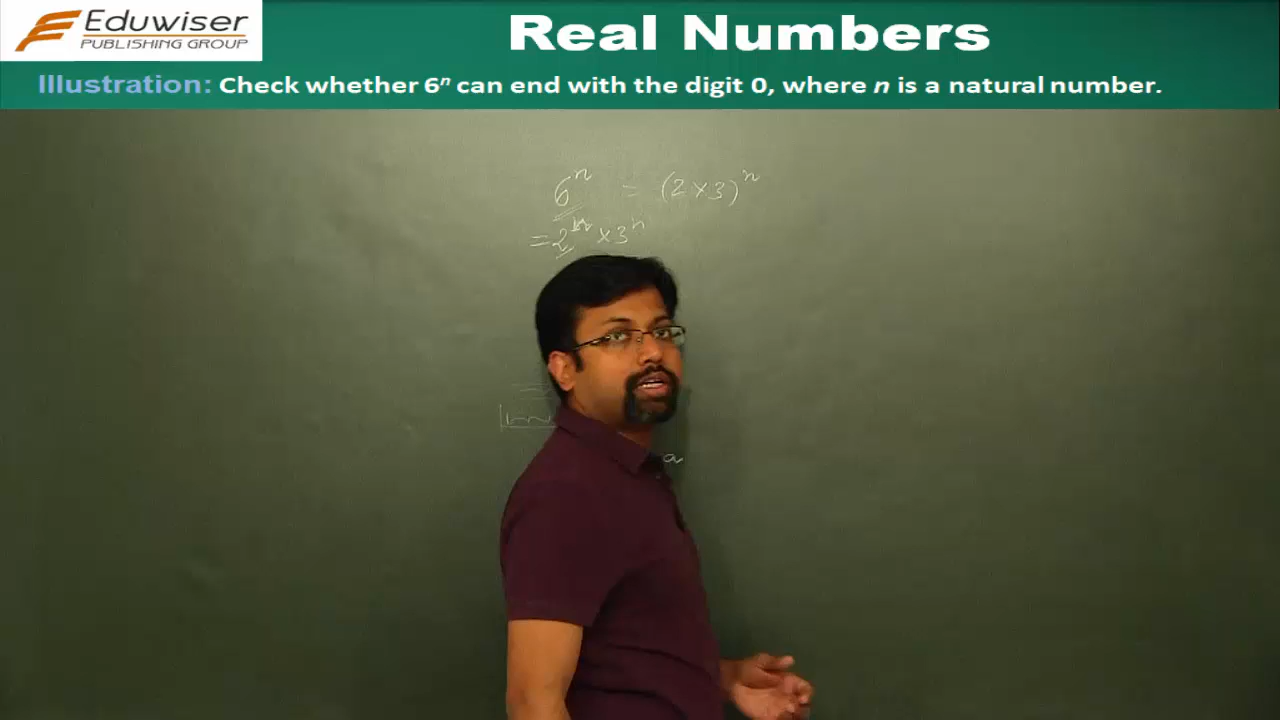 Eduwiser
PUBLISHING GROUP
Real Numbers
Illustration: Check whether 6ⁿ can end with the digit 0, where n is a natural number.
6ⁿ = (2×3)ⁿ
= 2ⁿ ×3ⁿ
a